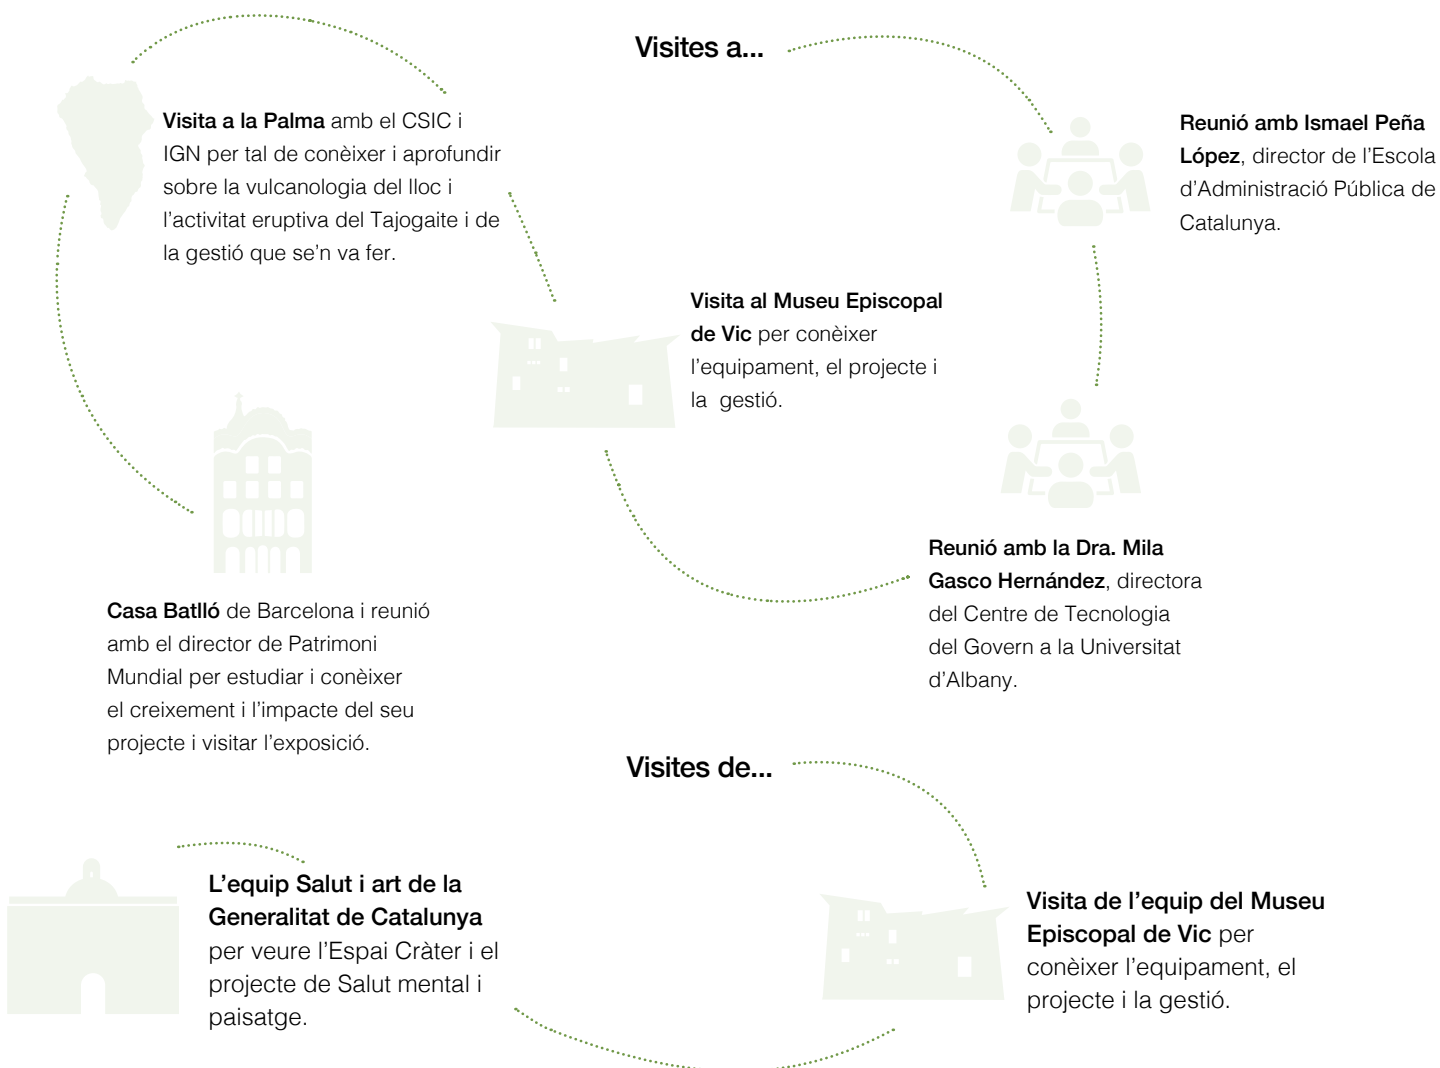 Visites a...
Reunió amb Ismael Peña
López, director de l’Escola
d’Administració Pública de
Catalunya.
Reunió amb la Dra. Mila
Gasco Hernández, directora
del Centre de Tecnologia
del Govern a la Universitat
d’Albany.
Visita al Museu Episcopal
de Vic per conèixer
l’equipament, el projecte i
la gestió.
Visita a la Palma amb el CSIC i
IGN per tal de conèixer i aprofundir
sobre la vulcanologia del lloc i
l’activitat eruptiva del Tajogaite i de
la gestió que se’n va fer.
Casa Batlló de Barcelona i reunió
amb el director de Patrimoni
Mundial per estudiar i conèixer
el creixement i l’impacte del seu
projecte i visitar l’exposició.
Visites de...
Visita de l’equip del Museu
Episcopal de Vic per
conèixer l’equipament, el
projecte i la gestió.
L’equip Salut i art de la
Generalitat de Catalunya
per veure l’Espai Cràter i el
projecte de Salut mental i
paisatge.